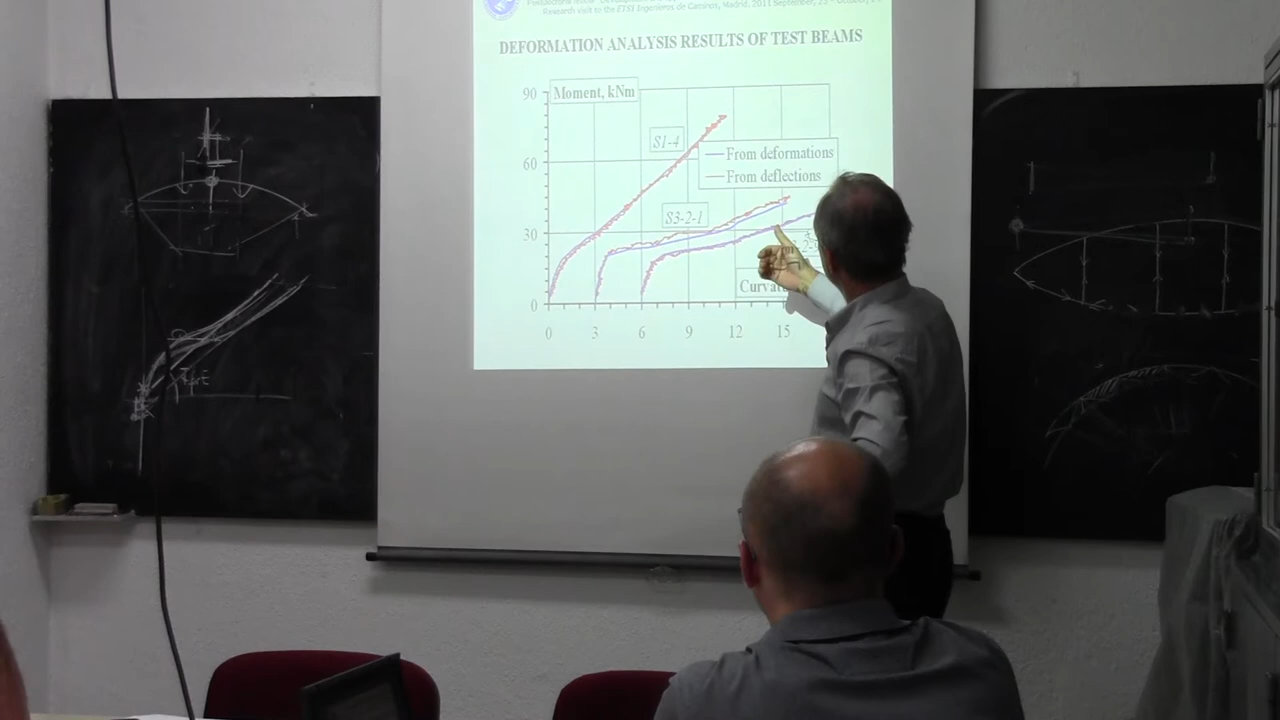 Research visit to the ETSI Ingenieros de Caminos, Madrid. 2011 September, 25 - October,
DEFORMATION ANALYSIS RESULTS OF TEST BEAMS
90
Moment, kNm
S1-4
From deformations
60
From deflections
S3-2-1
30
0
0 3 6 9 12 15